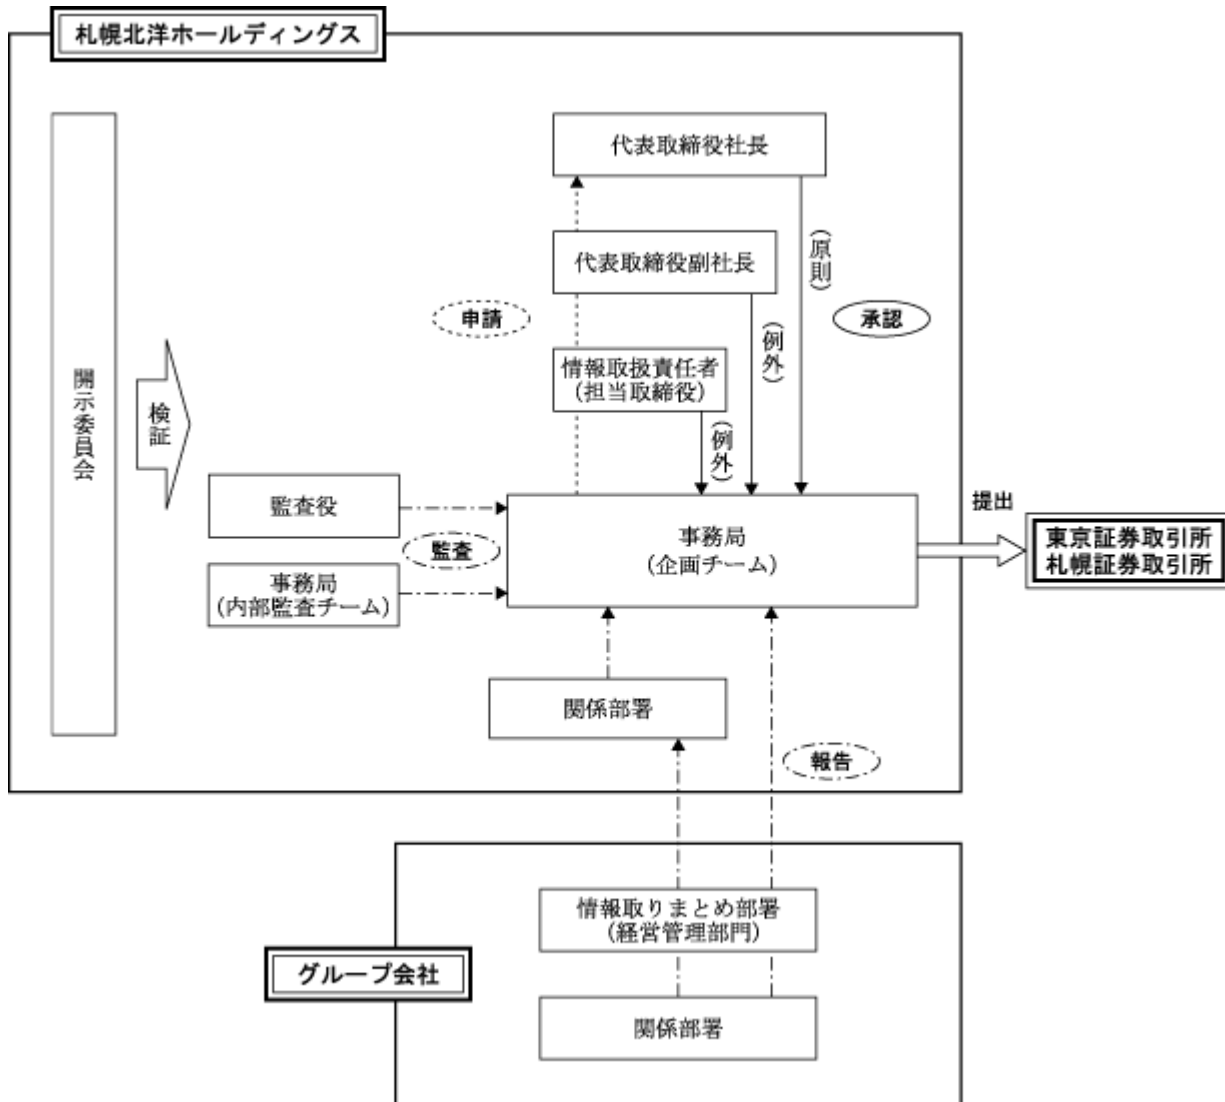 札幌北洋ホールディングス
代表取締役社長
代表取締役副社長
(原則)
申請
(例外)
承認
情報取扱責任者
(担当取締役)
(例外)
開示委員会
検証
監査役
監査
事務局
(内部監査チーム)
事務局
(企画チーム)
提出
東京証券取引所
札幌証券取引所
関係部署
報告
情報取りまとめ部署
(経営管理部門)
グループ会社
関係部署